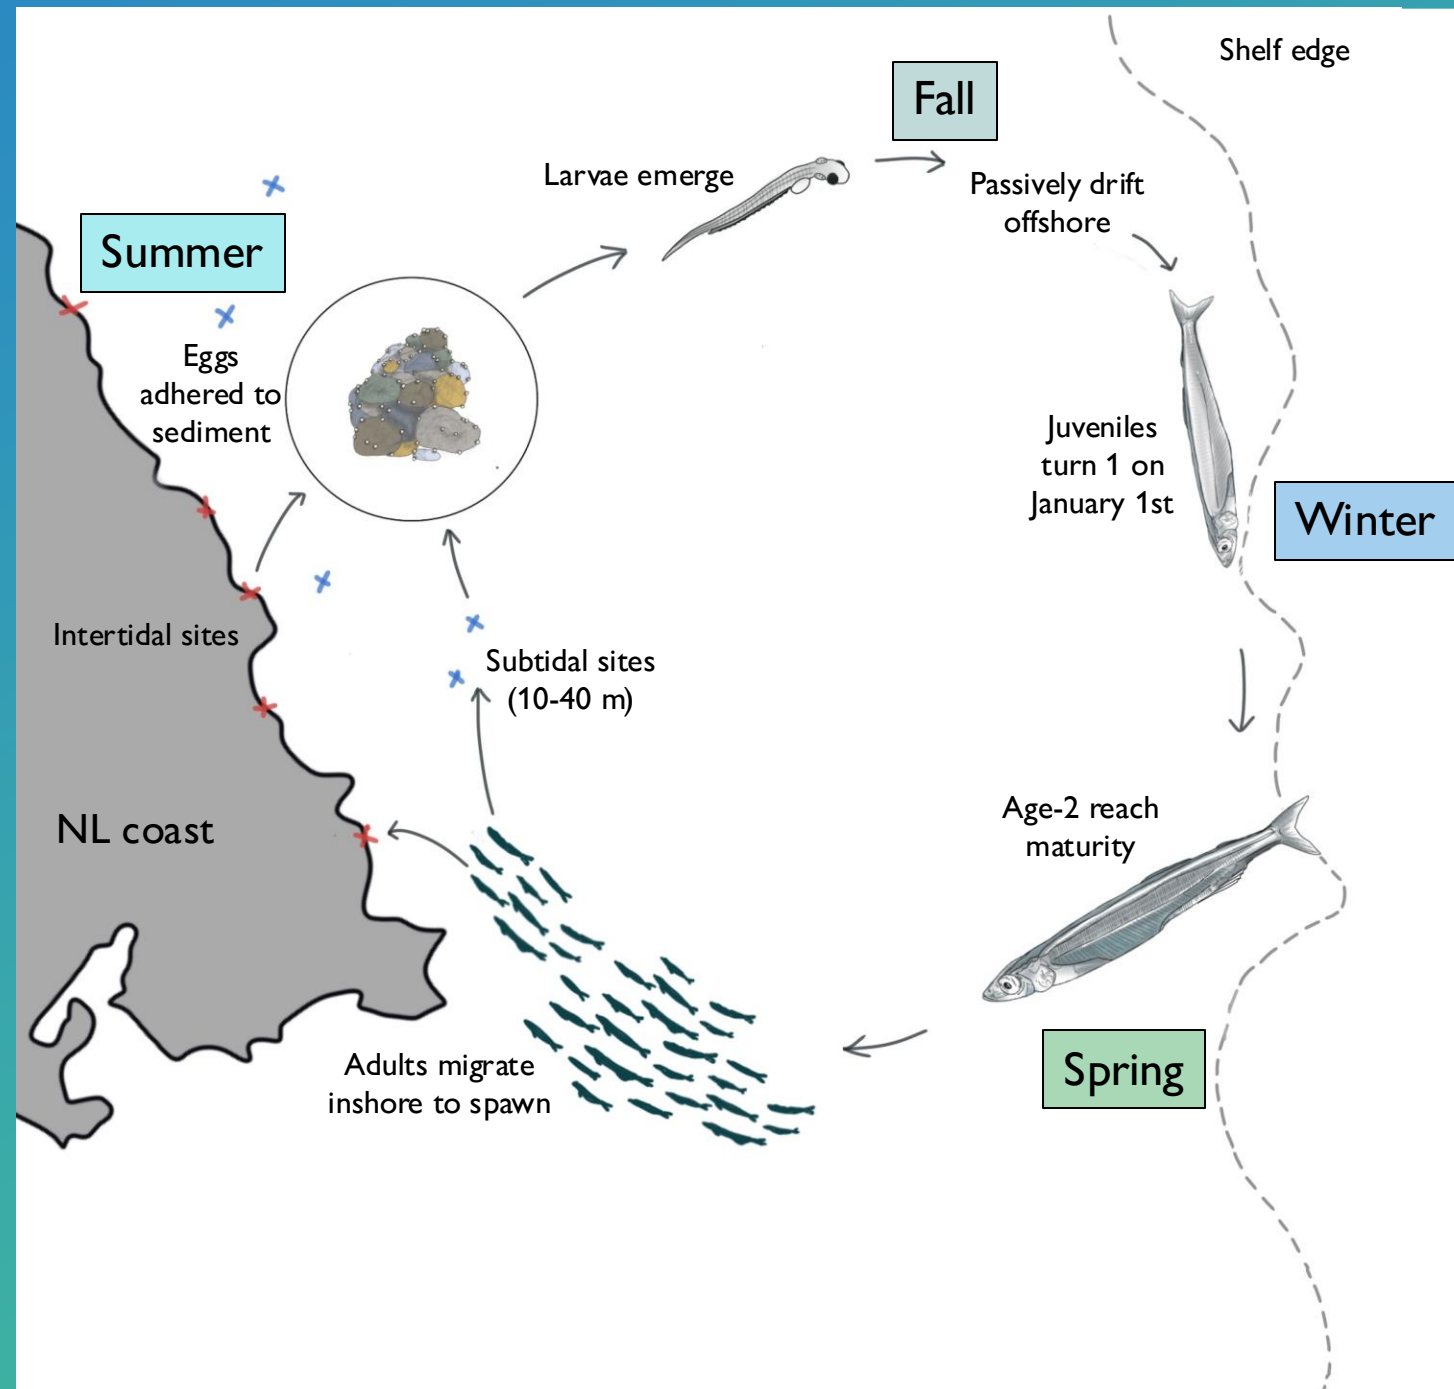 Shelf edge
Fall
Larvae emerge
Passively drift
offshore
Summer
Eggs
adhered to
sediment
Juveniles
turn 1 on
January 1st
Winter
Intertidal sites
Subtidal sites
(10-40 m)
NL coast
Age-2 reach
maturity
Spring
Adults migrate
inshore to spawn